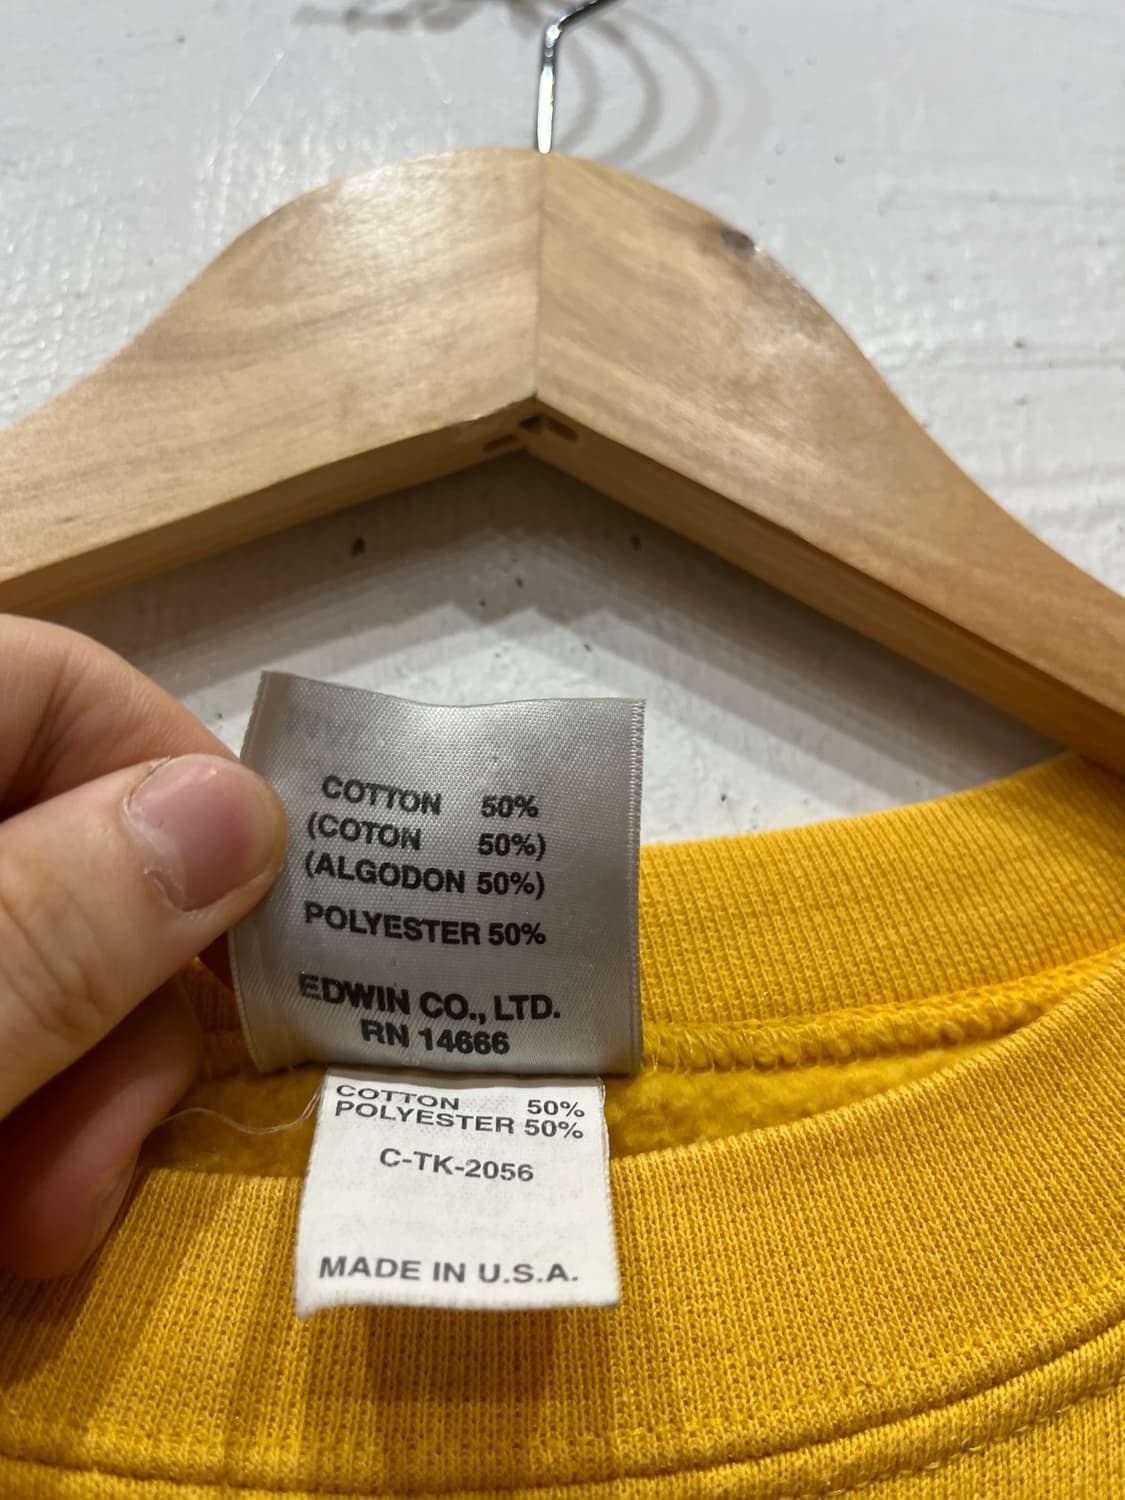 COTTON 50%
(COTON 50%)
(ALGODON 50%)
POLYESTER 50%
EDWIN CO., LTD.
RN 14666
COTTON 50%
POLYESTER 50%
C-TK-2056
MADE IN U.S.A.